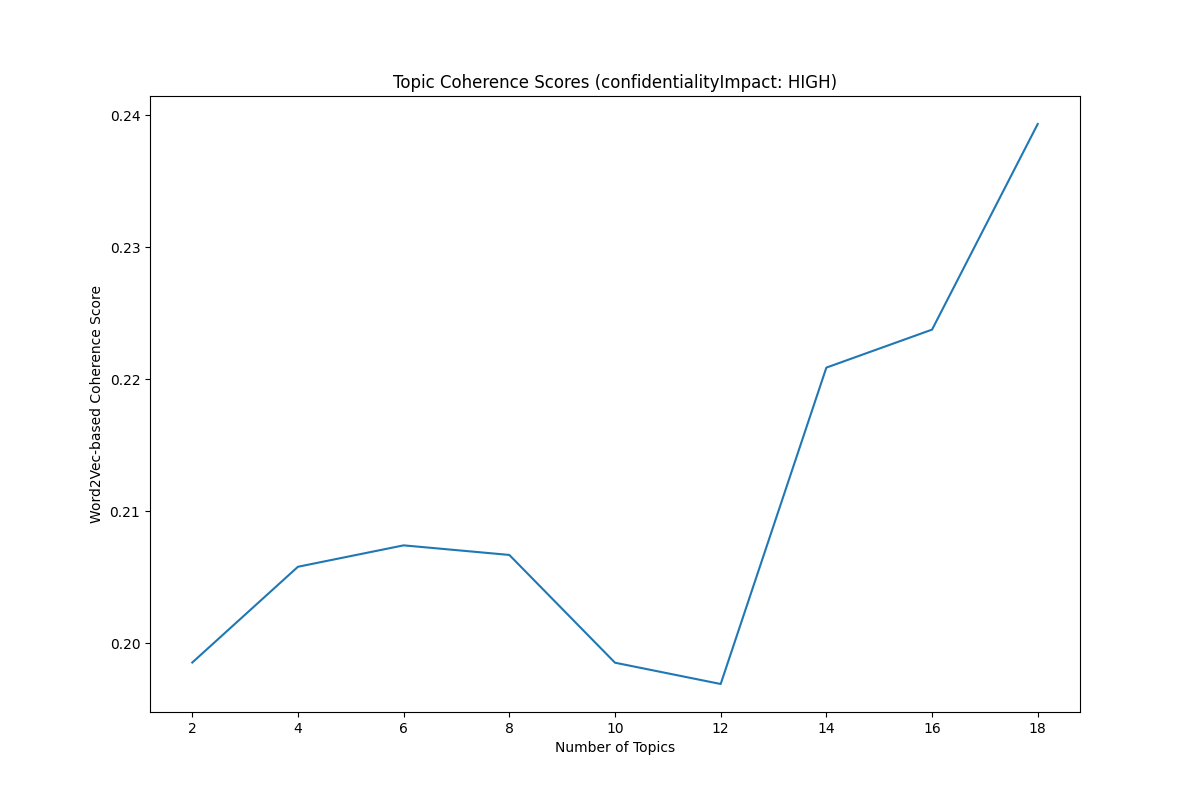 Topic Coherence Scores (confidentialityImpact: HIGH)
0.24
0.23
0.22
0.21
0.20
Word2Vec-based Coherence Score
2 4 6 8 10 12 14 16 18
Number of Topics